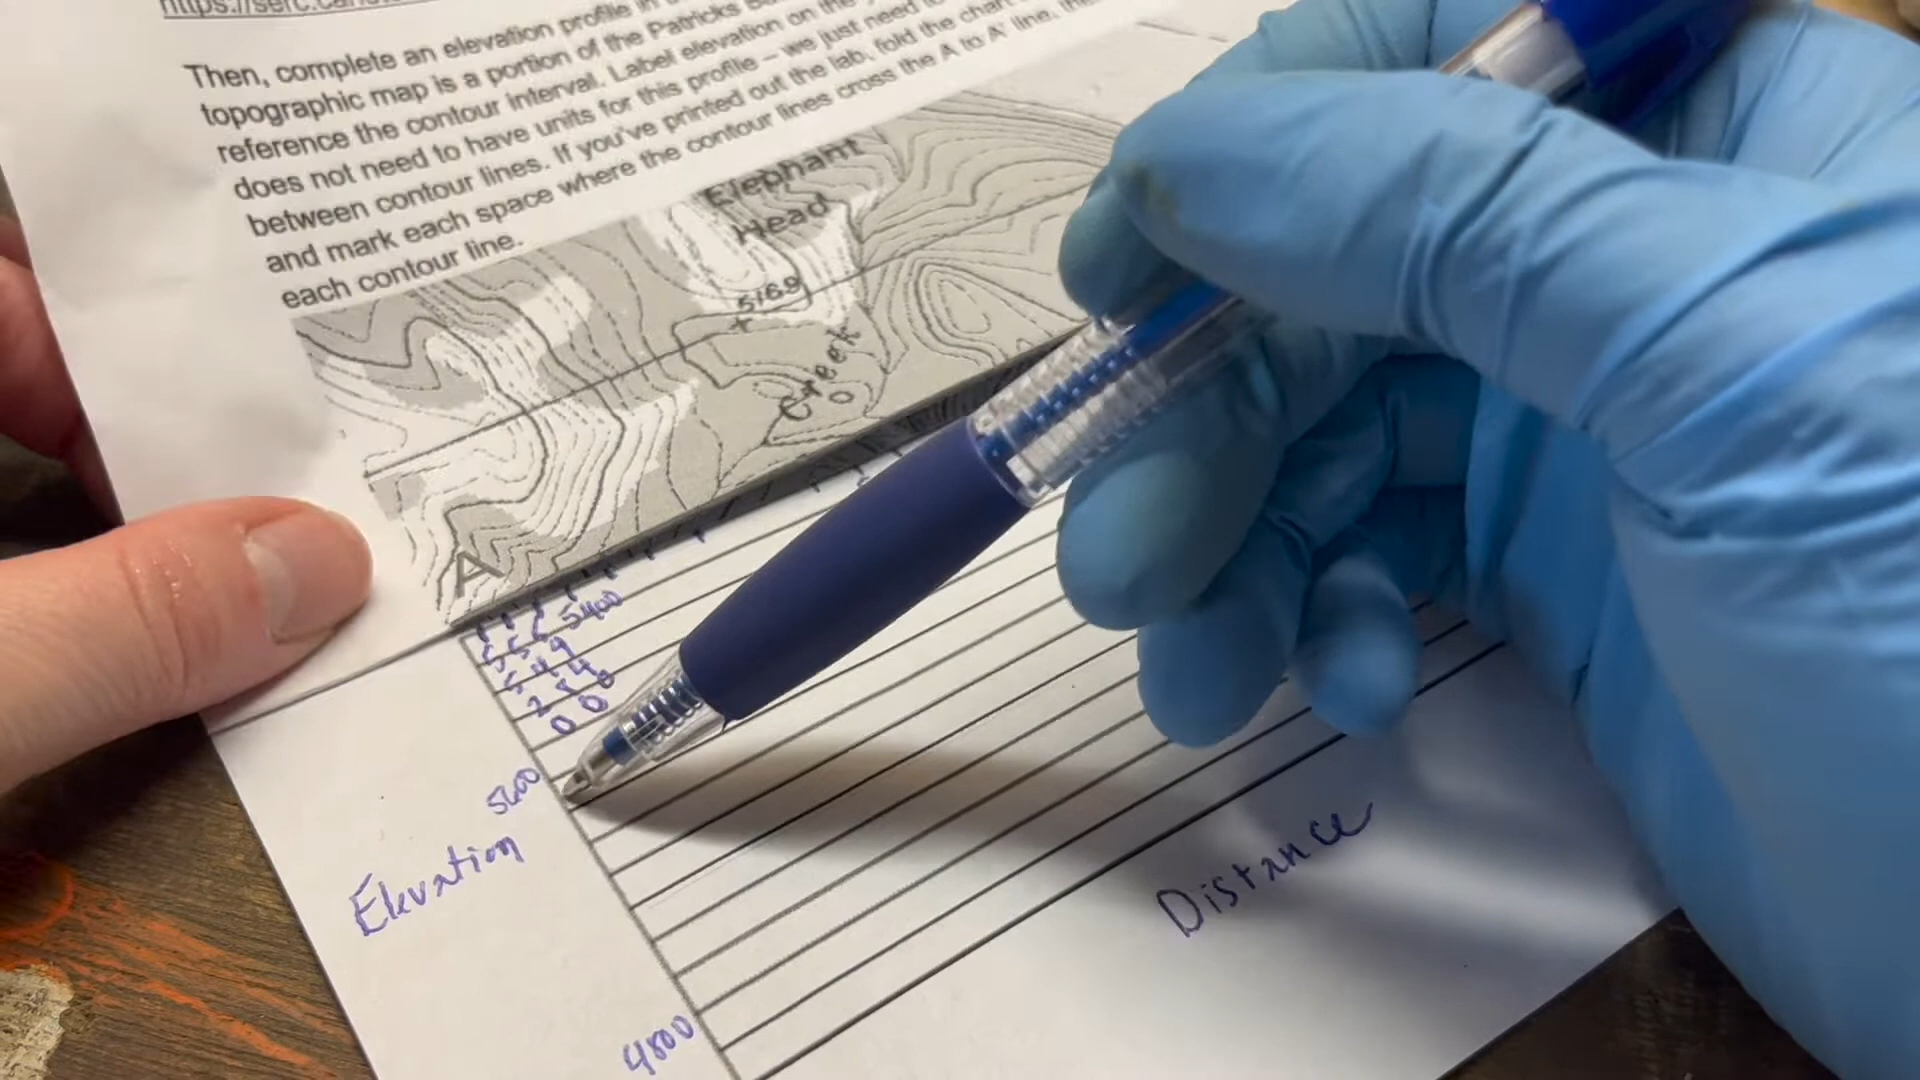 Then, complete an elevation profile in
topographic map is a portion of the Patricks
reference the contour interval. Label elevation on the
does not need to have units for this profile – we just need
between contour lines. If you've printed out the lab, fold the chart
and mark each space where the contour lines cross the A to A' line, the
each contour line.
Elephant
Head
5169
Creek
A
5400
5600
Elevation
Distance
4800